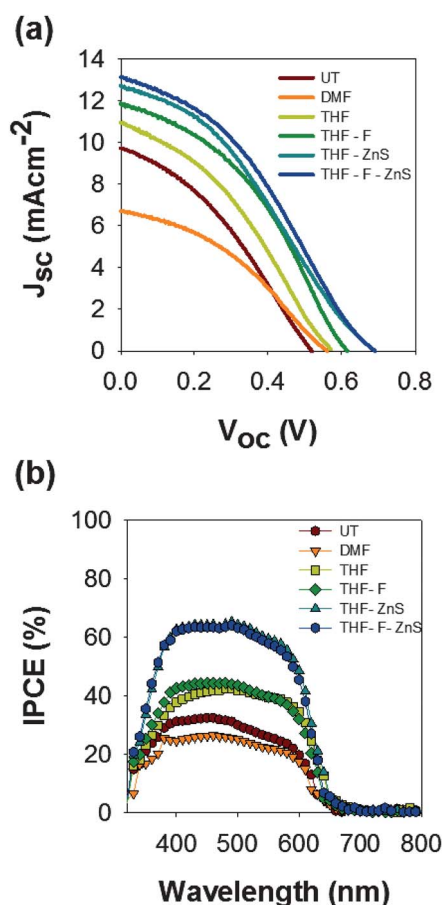 (a)
14
12
10
8
6
4
2
0
J_SC (mAcm⁻²)
UT
DMF
THF
THF - F
THF - ZnS
THF - F - ZnS
0.0 0.2 0.4 0.6 0.8
V_OC (V)
(b)
100
80
60
40
20
0
IPCE (%)
UT
DMF
THF
THF- F
THF- ZnS
THF- F- ZnS
400 500 600 700 800
Wavelength (nm)